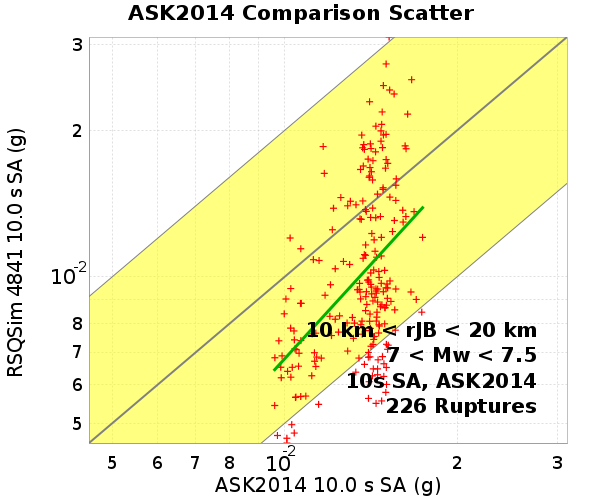 ASK2014 Comparison Scatter
RSQSim 4841 10.0 s SA (g)
3
2
10-2
8
7
6
5
10 km < rJB < 20 km
7 < Mw < 7.5
10s SA, ASK2014
226 Ruptures
5 6 7 8 10-2 2 3
ASK2014 10.0 s SA (g)